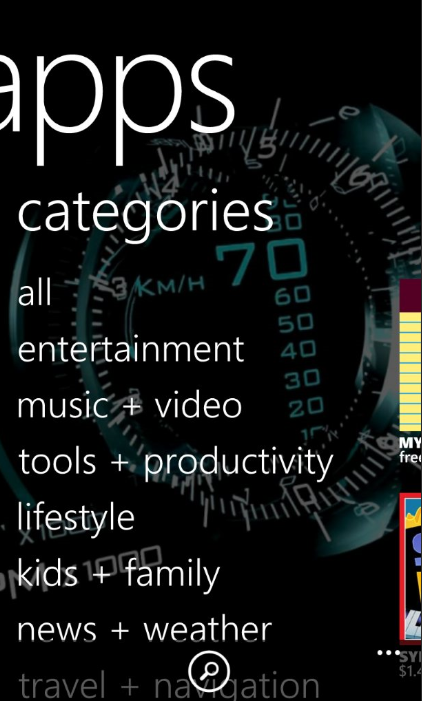 apps
categories
all
entertainment
music + video
tools + productivity
lifestyle
kids + family
news + weather
travel + navigation
KM/H
70
60
50
40
30
20
MY
free
SY
$1.4